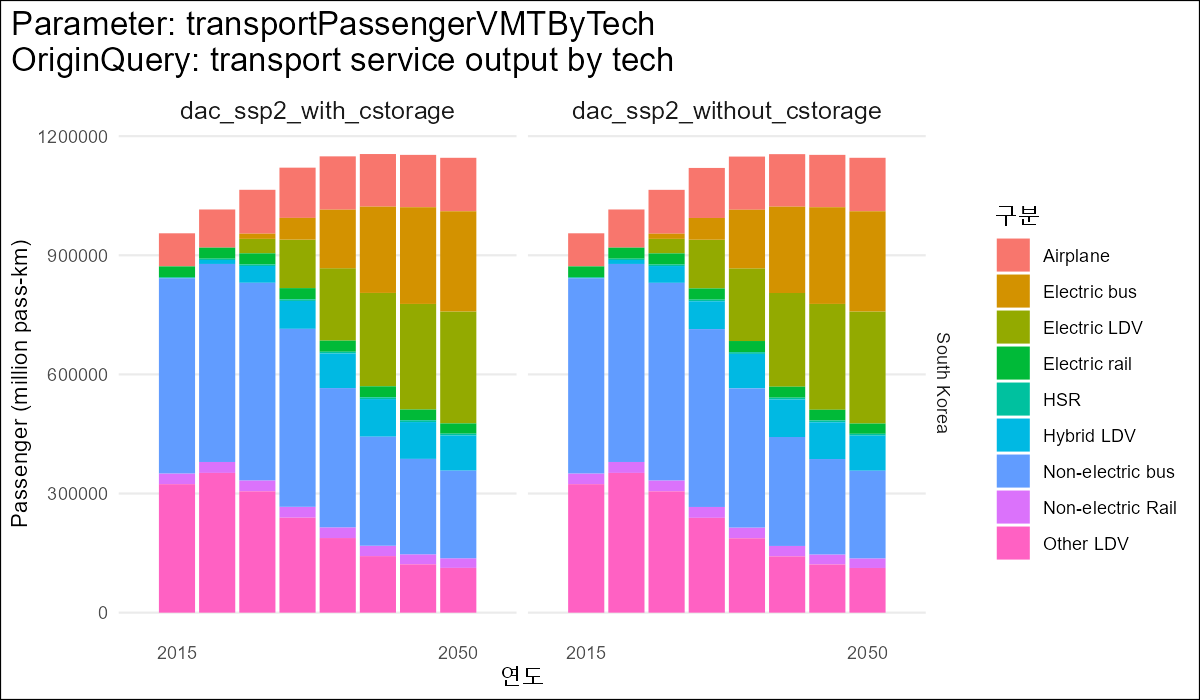 Parameter: transportPassengerVMTByTech
OriginQuery: transport service output by tech
dac_ssp2_with_cstorage
dac_ssp2_without_cstorage
1200000
900000
600000
300000
0
Passenger (million pass-km)
2015
2050
2015
2050
연도
South Korea
구분
Airplane
Electric bus
Electric LDV
Electric rail
HSR
Hybrid LDV
Non-electric bus
Non-electric Rail
Other LDV